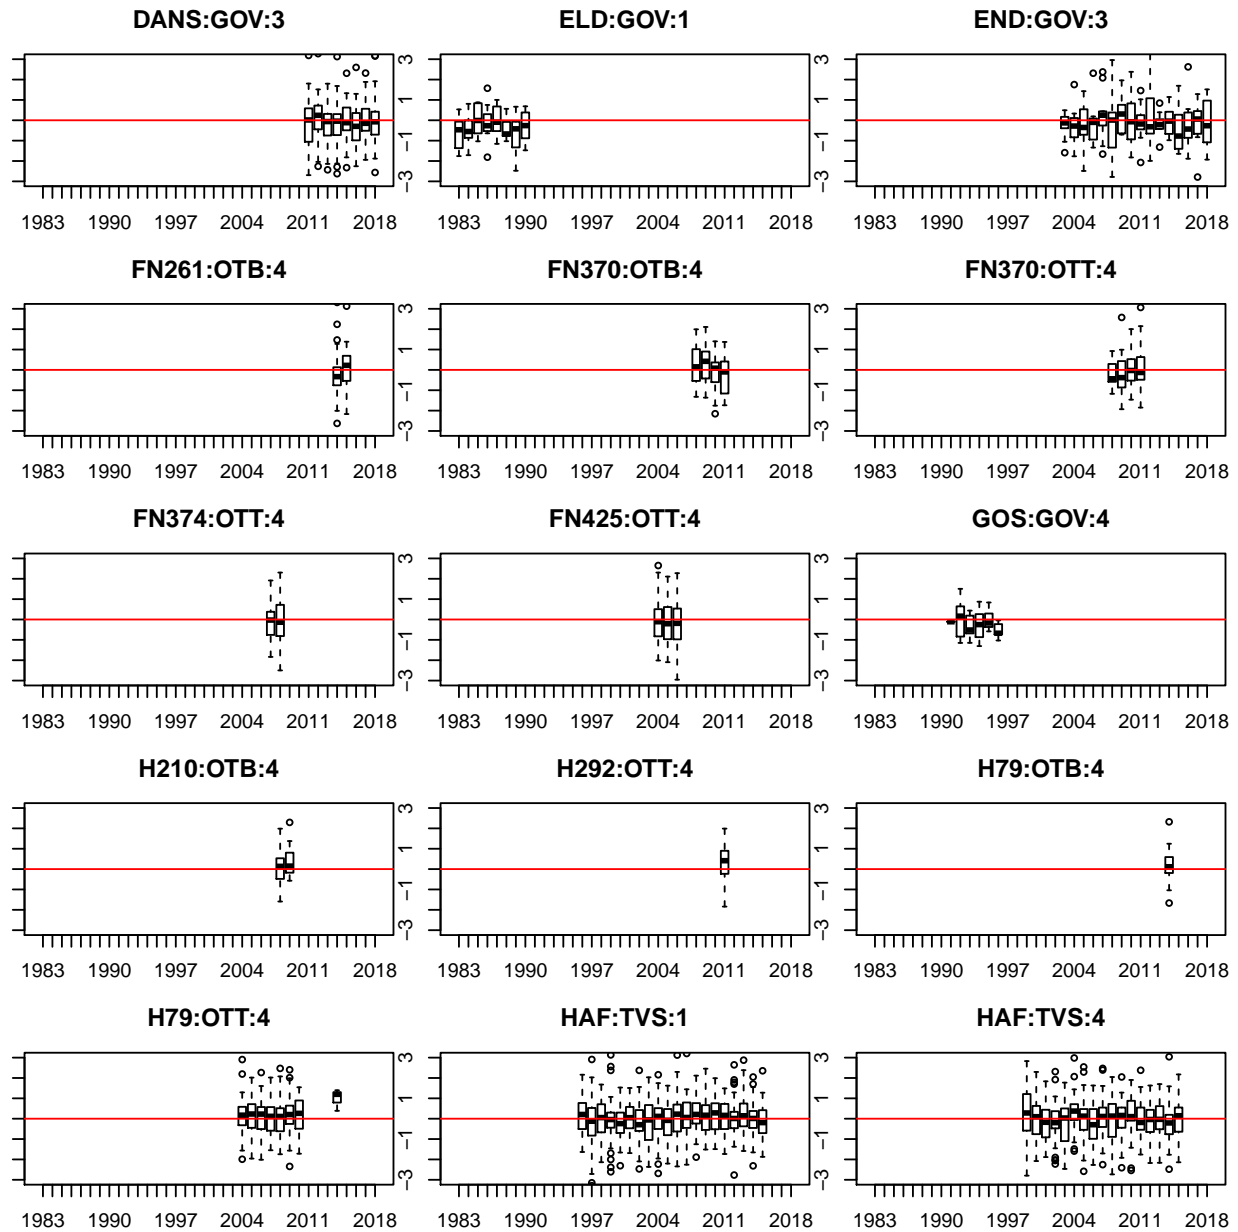 DANS:GOV:3 ELD:GOV:1 END:GOV:3
3 1 −1 −3 3 1 −1 −3
1983 1990 1997 2004 2011 2018 1983 1990 1997 2004 2011 2018 1983 1990 1997 2004 2011 2018
FN261:OTB:4 FN370:OTB:4 FN370:OTT:4
3 1 −1 −3 3 1 −1 −3
1983 1990 1997 2004 2011 2018 1983 1990 1997 2004 2011 2018 1983 1990 1997 2004 2011 2018
FN374:OTT:4 FN425:OTT:4 GOS:GOV:4
3 1 −1 −3 3 1 −1 −3
1983 1990 1997 2004 2011 2018 1983 1990 1997 2004 2011 2018 1983 1990 1997 2004 2011 2018
H210:OTB:4 H292:OTT:4 H79:OTB:4
3 1 −1 −3 3 1 −1 −3
1983 1990 1997 2004 2011 2018 1983 1990 1997 2004 2011 2018 1983 1990 1997 2004 2011 2018
H79:OTT:4 HAF:TVS:1 HAF:TVS:4
3 1 −1 −3 3 1 −1 −3
1983 1990 1997 2004 2011 2018 1983 1990 1997 2004 2011 2018 1983 1990 1997 2004 2011 2018